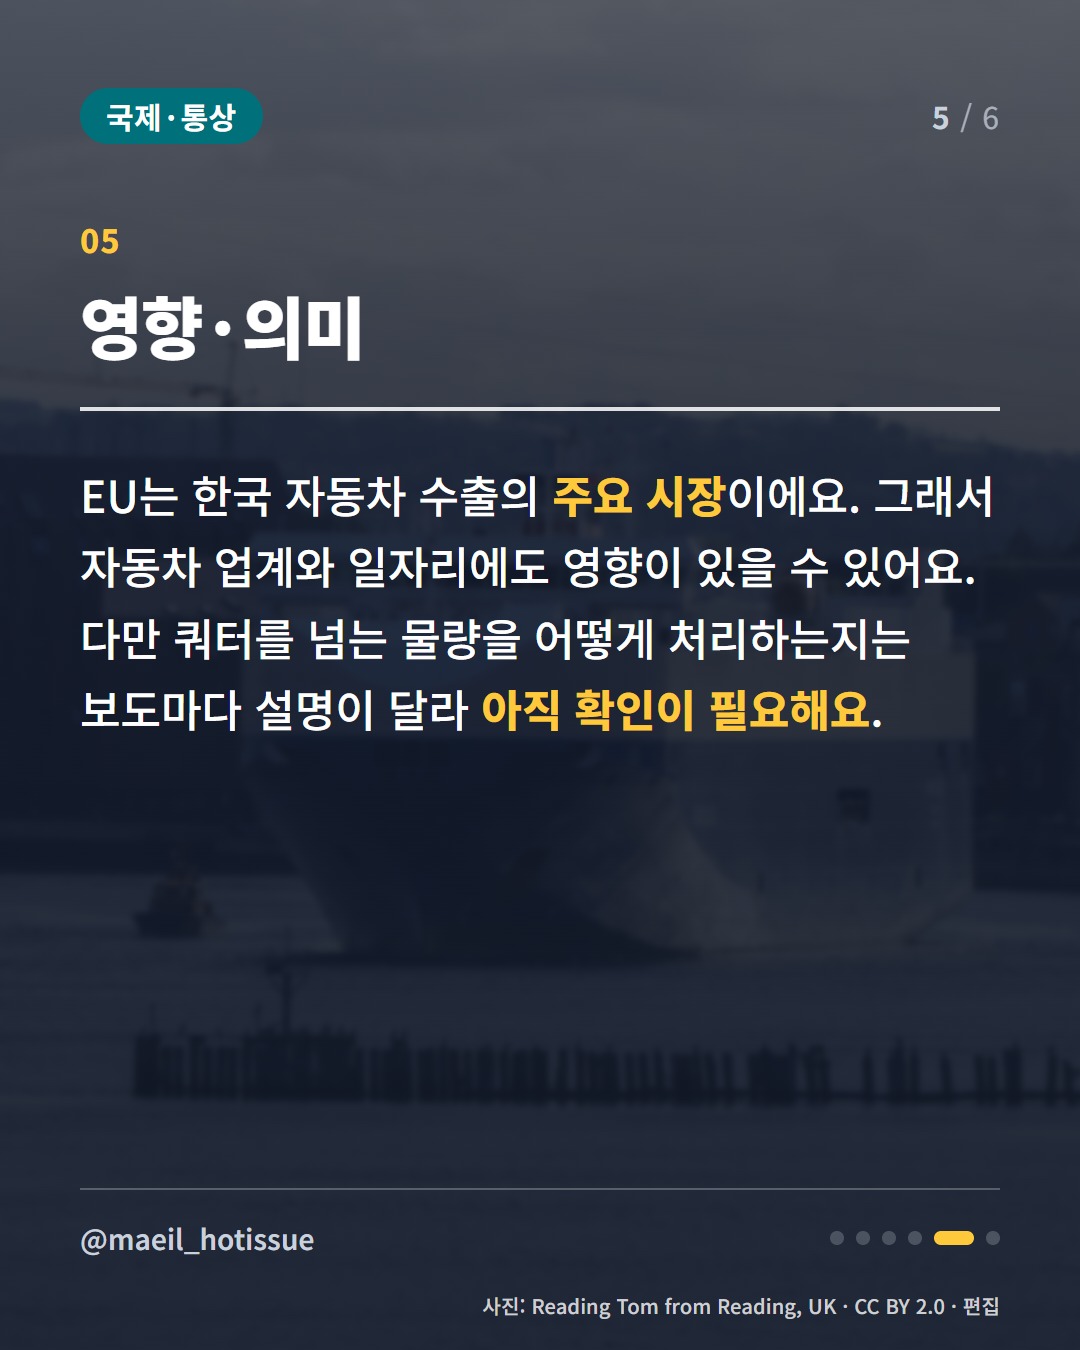 국제·통상
5 / 6
05
영향·의미
EU는 한국 자동차 수출의 주요 시장이에요. 그래서
자동차 업계와 일자리에도 영향이 있을 수 있어요.
다만 쿼터를 넘는 물량을 어떻게 처리하는지는
보도마다 설명이 달라 아직 확인이 필요해요.
@maeil_hotissue
사진: Reading Tom from Reading, UK · CC BY 2.0 · 편집